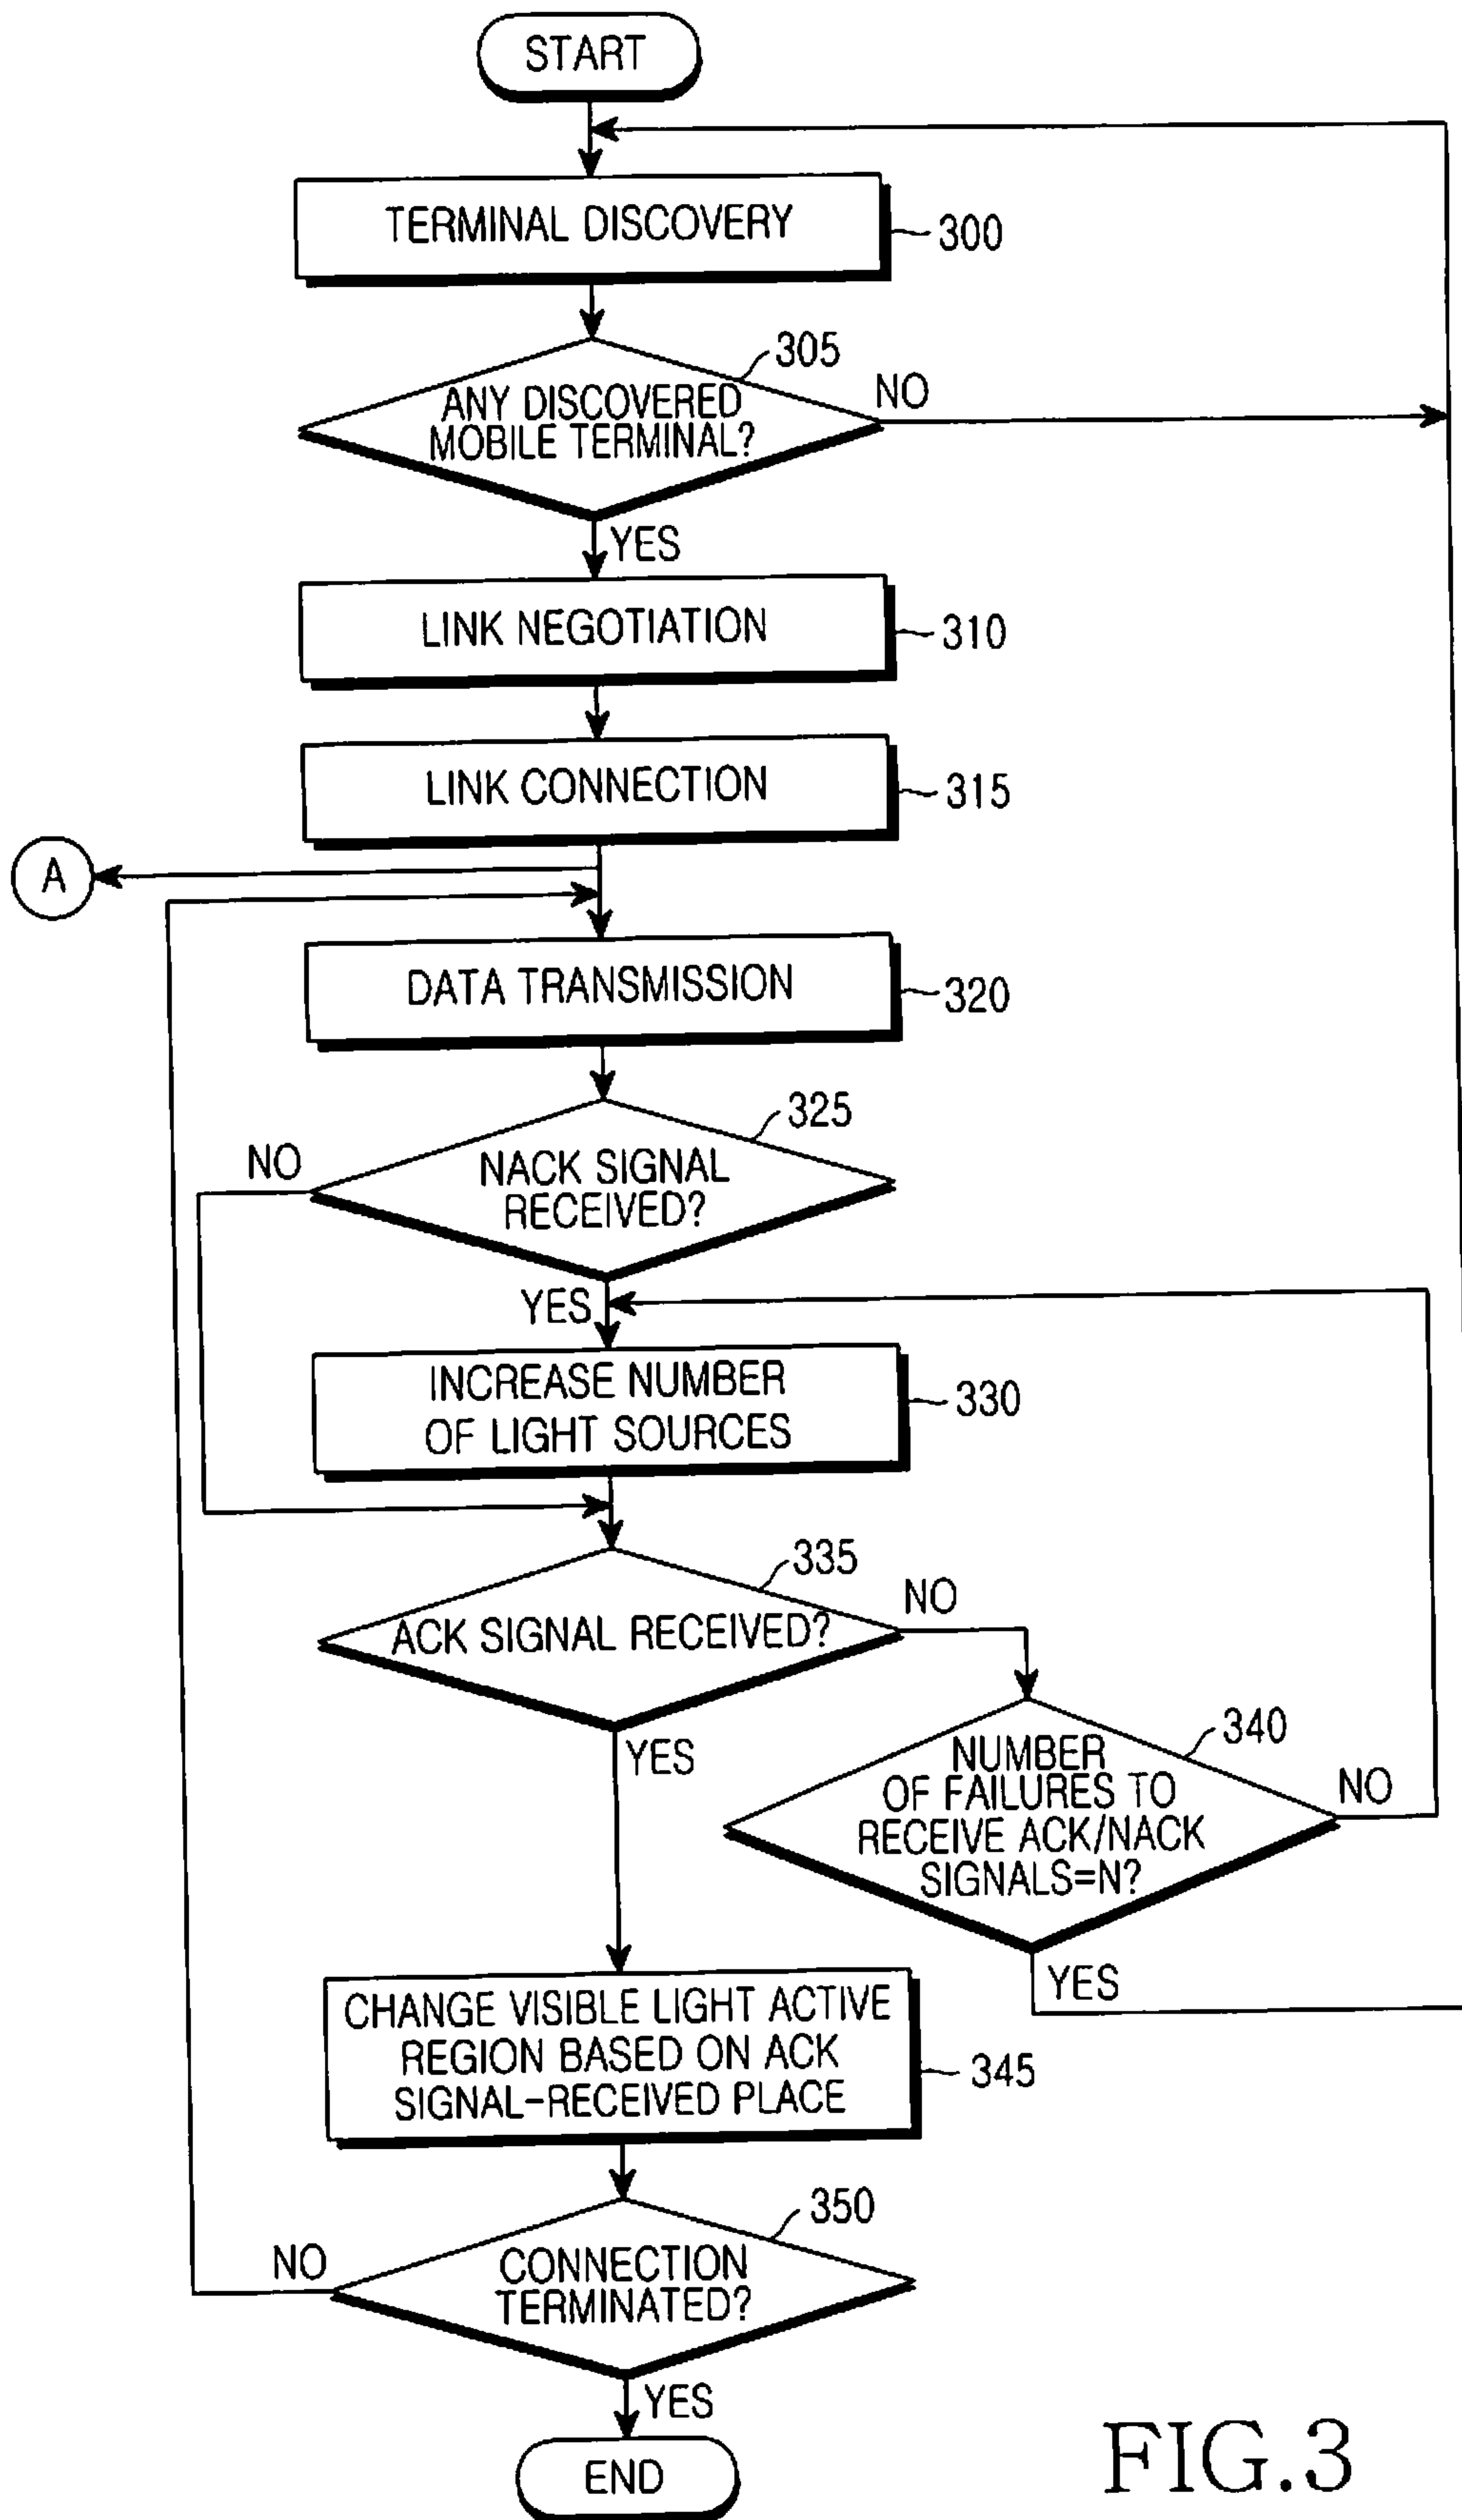 START
TERMINAL DISCOVERY
300
305
ANY DISCOVERED
MOBILE TERMINAL?
NO
YES
LINK NEGOTIATION
310
LINK CONNECTION
315
A
DATA TRANSMISSION
320
325
NO
NACK SIGNAL
RECEIVED?
YES
INCREASE NUMBER
OF LIGHT SOURCES
330
335
NO
ACK SIGNAL RECEIVED?
YES
340
NUMBER
OF FAILURES TO
RECEIVE ACK/NACK
SIGNALS=N?
NO
YES
CHANGE VISIBLE LIGHT ACTIVE
REGION BASED ON ACK
SIGNAL-RECEIVED PLACE
345
350
NO
CONNECTION
TERMINATED?
YES
END
FIG.3